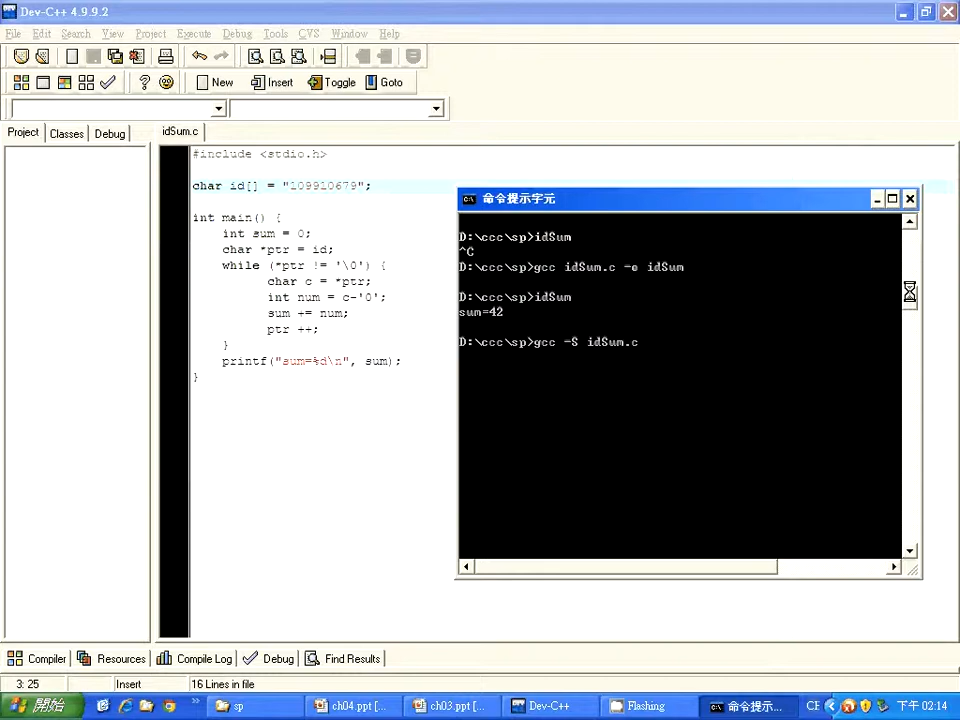 Dev-C++ 4.9.9.2
File Edit Search View Project Execute Debug Tools CVS Window Help
New Insert Toggle Goto
Project Classes Debug
idSum.c
#include <stdio.h>
char id[] = "109910679";
int main() {
int sum = 0;
char *ptr = id;
while (*ptr != '\0') {
char c = *ptr;
int num = c-'0';
sum += num;
ptr ++;
}
printf("sum=%d\n", sum);
}
命令提示字元
D:\ccc\sp>idSum
^C
D:\ccc\sp>gcc idSum.c -o idSum
D:\ccc\sp>idSum
sum=42
D:\ccc\sp>gcc -S idSum.c
Compiler Resources Compile Log Debug Find Results
3: 25 Insert 16 Lines in file
開始 sp ch04.ppt [... ch03.ppt [... Dev-C++ Flashing 命令提示... CE 下午 02:14